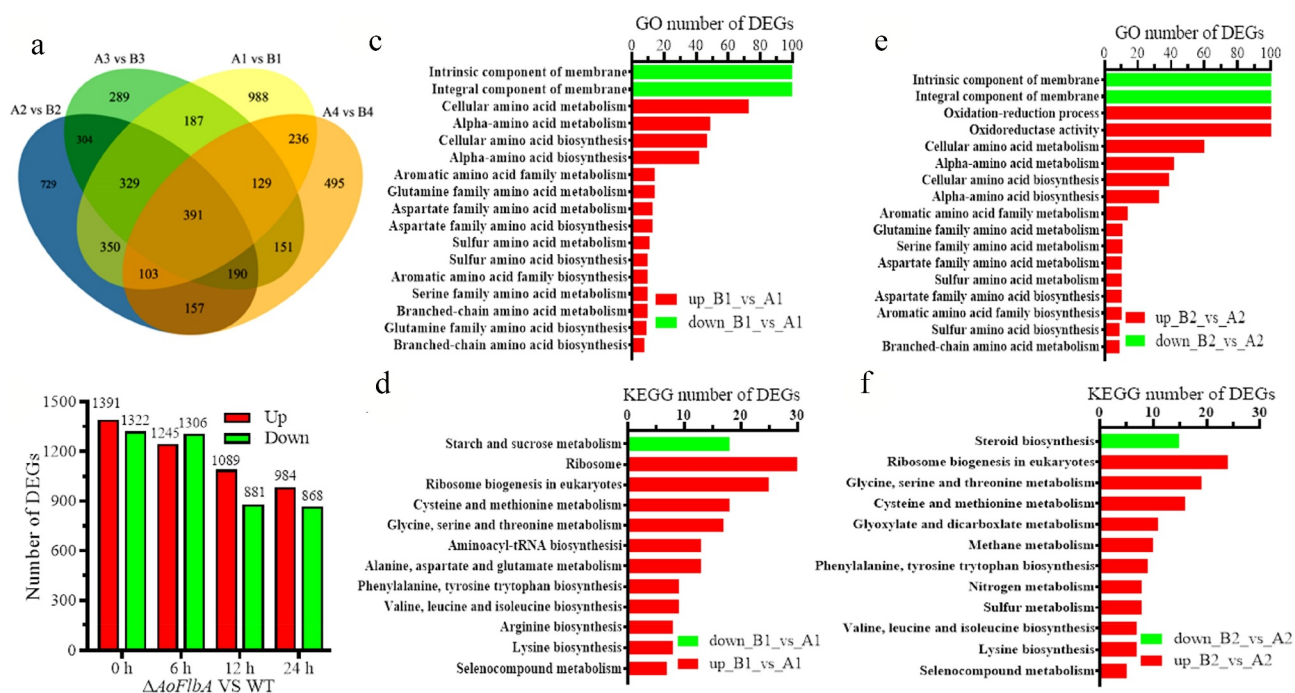 a
A3 vs B3
A1 vs B1
A2 vs B2
A4 vs B4
289
988
187
304
236
729
329
129
495
391
350
151
103
190
157
1500
1200
900
600
300
0
Number of DEGs
1391
1322
1245
1306
1089
881
984
868
Up
Down
0 h
6 h
12 h
24 h
ΔAoFlbA VS WT
c
GO number of DEGs
0 20 40 60 80 100
Intrinsic component of membrane
Integral component of membrane
Cellular amino acid metabolism
Alpha-amino acid metabolism
Cellular amino acid biosynthesis
Alpha-amino acid biosynthesis
Aromatic amino acid family metabolism
Glutamine family amino acid metabolism
Aspartate family amino acid metabolism
Aspartate family amino acid biosynthesis
Sulfur amino acid metabolism
Sulfur amino acid biosynthesis
Aromatic amino acid family biosynthesis
Serine family amino acid metabolism
Branched-chain amino acid metabolism
Glutamine family amino acid biosynthesis
Branched-chain amino acid biosynthesis
up_B1_vs_A1
down_B1_vs_A1
d
KEGG number of DEGs
0 10 20 30
Starch and sucrose metabolism
Ribosome
Ribosome biogenesis in eukaryotes
Cysteine and methionine metabolism
Glycine, serine and threonine metabolism
Aminoacyl-tRNA biosynthesisi
Alanine, aspartate and glutamate metabolism
Phenylalanine, tyrosine trytophan biosynthesis
Valine, leucine and isoleucine biosynthesis
Arginine biosynthesis
Lysine biosynthesis
Selenocompound metabolism
down_B1_vs_A1
up_B1_vs_A1
e
GO number of DEGs
0 20 40 60 80 100
Intrinsic component of membrane
Integral component of membrane
Oxidation-reduction process
Oxidoreductase activity
Cellular amino acid metabolism
Alpha-amino acid metabolism
Cellular amino acid biosynthesis
Alpha-amino acid biosynthesis
Aromatic amino acid family metabolism
Glutamine family amino acid metabolism
Serine family amino acid metabolism
Aspartate family amino acid metabolism
Sulfur amino acid metabolism
Aspartate family amino acid biosynthesis
Aromatic amino acid family biosynthesis
Sulfur amino acid biosynthesis
Branched-chain amino acid metabolism
up_B2_vs_A2
down_B2_vs_A2
f
KEGG number of DEGs
0 10 20 30
Steroid biosynthesis
Ribosome biogenesis in eukaryotes
Glycine, serine and threonine metabolism
Cysteine and methionine metabolism
Glyoxylate and dicarboxlate metabolism
Methane metabolism
Phenylalanine, tyrosine trytophan biosynthesis
Nitrogen metabolism
Sulfur metabolism
Valine, leucine and isoleucine biosynthesis
Lysine biosynthesis
Selenocompound metabolism
down_B2_vs_A2
up_B2_vs_A2